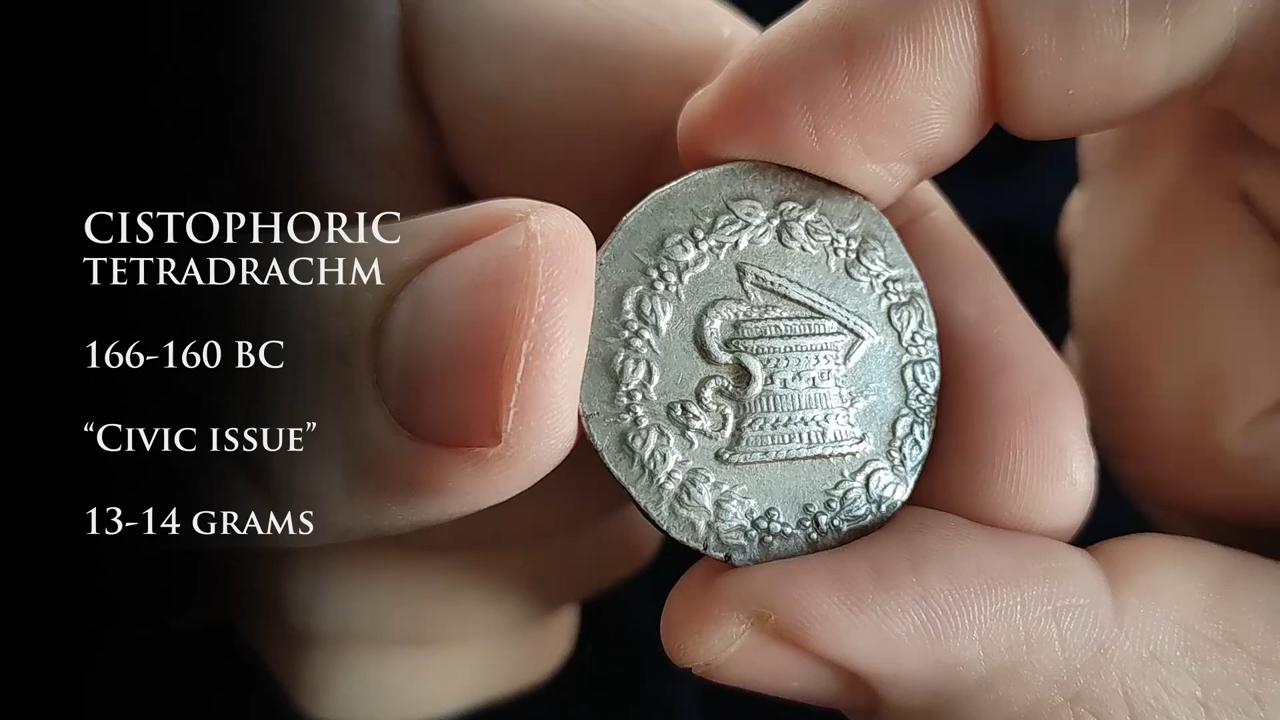 CISTOPHORIC
TETRADRACHM
166-160 BC
“Civic issue”
13-14 grams